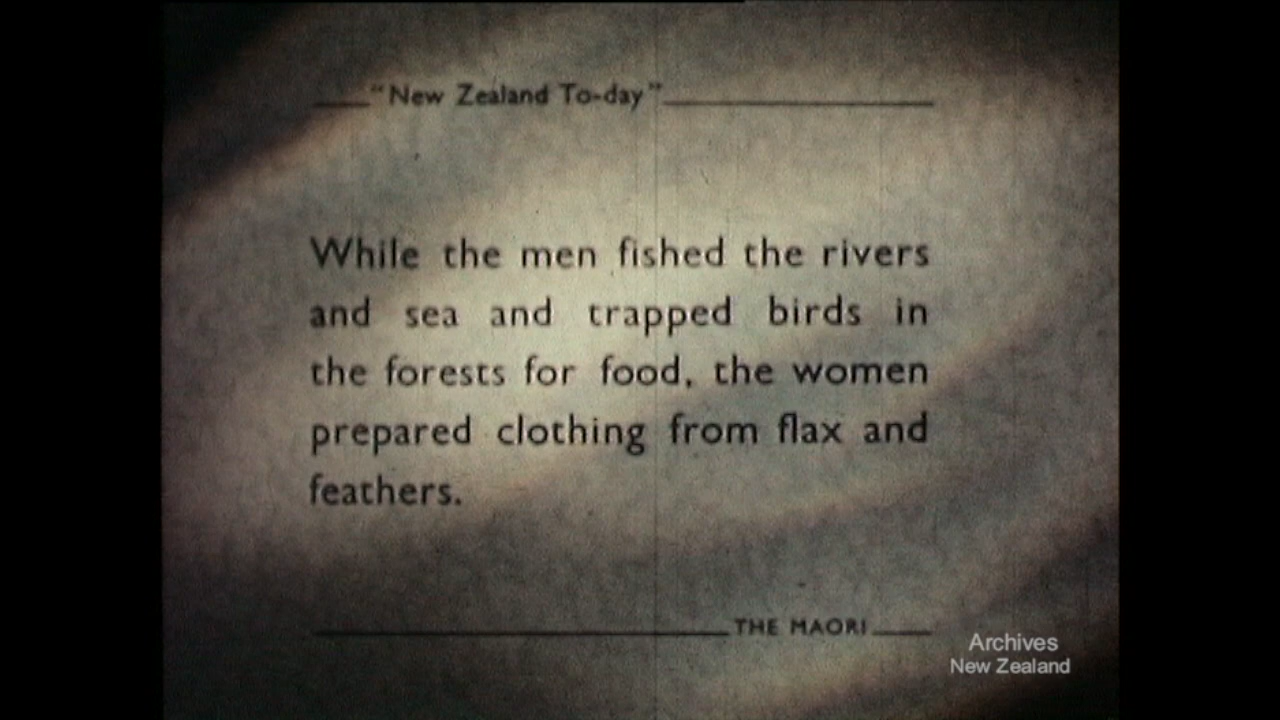 "New Zealand To-day"
While the men fished the rivers
and sea and trapped birds in
the forests for food, the women
prepared clothing from flax and
feathers.
THE MAORI
Archives
New Zealand